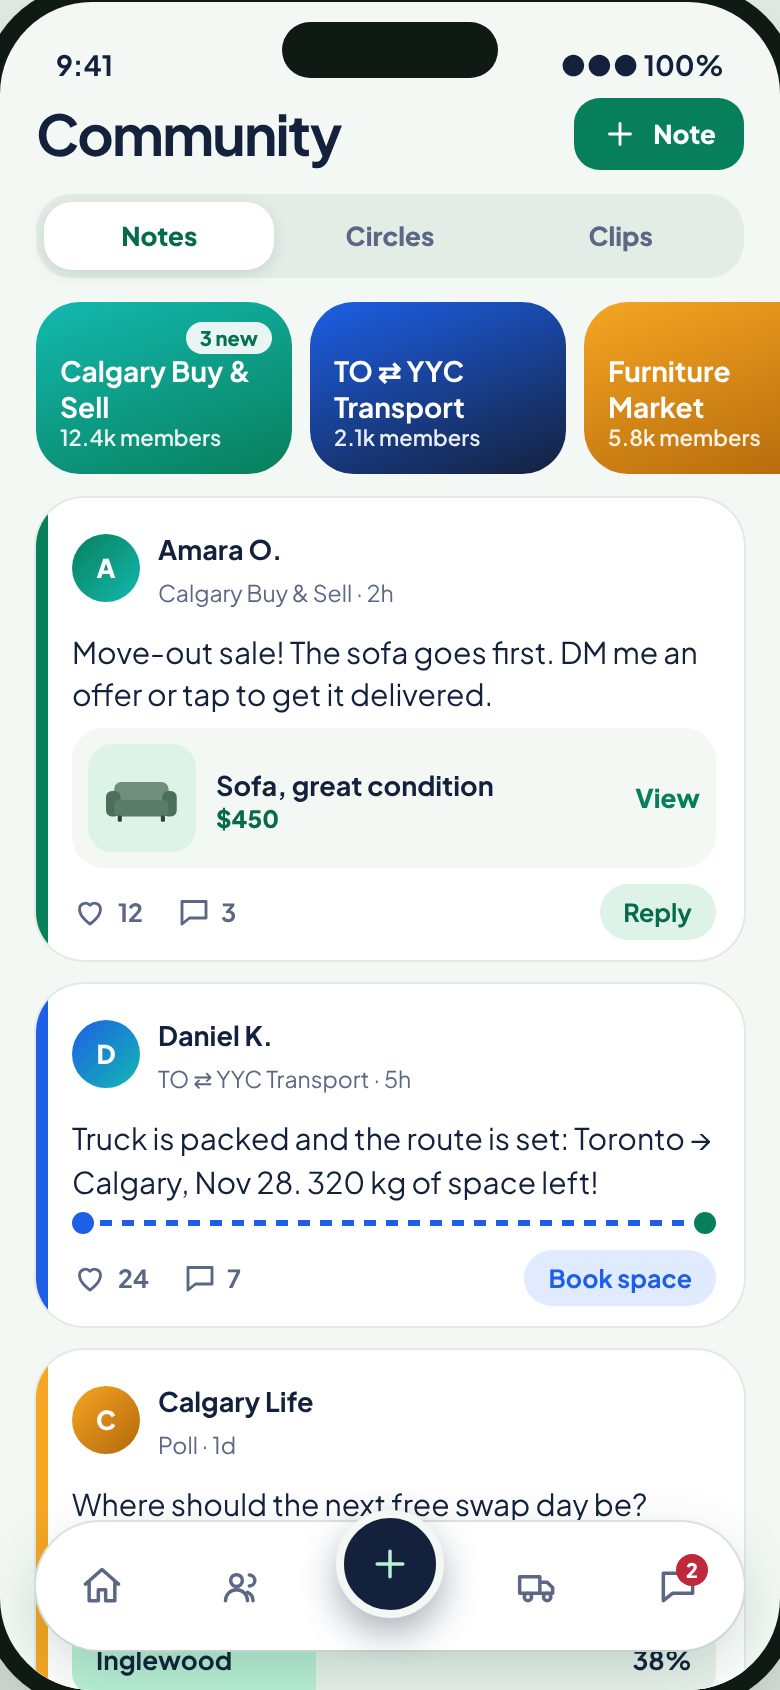 9:41
100%
Community
+ Note
Notes
Circles
Clips
3 new
Calgary Buy &
Sell
12.4k members
TO ⇄ YYC
Transport
2.1k members
Furniture
Market
5.8k members
A
Amara O.
Calgary Buy & Sell · 2h
Move-out sale! The sofa goes first. DM me an
offer or tap to get it delivered.
Sofa, great condition
$450
View
12
3
Reply
D
Daniel K.
TO ⇄ YYC Transport · 5h
Truck is packed and the route is set: Toronto →
Calgary, Nov 28. 320 kg of space left!
24
7
Book space
C
Calgary Life
Poll · 1d
Where should the next free swap day be?
2
Inglewood
38%